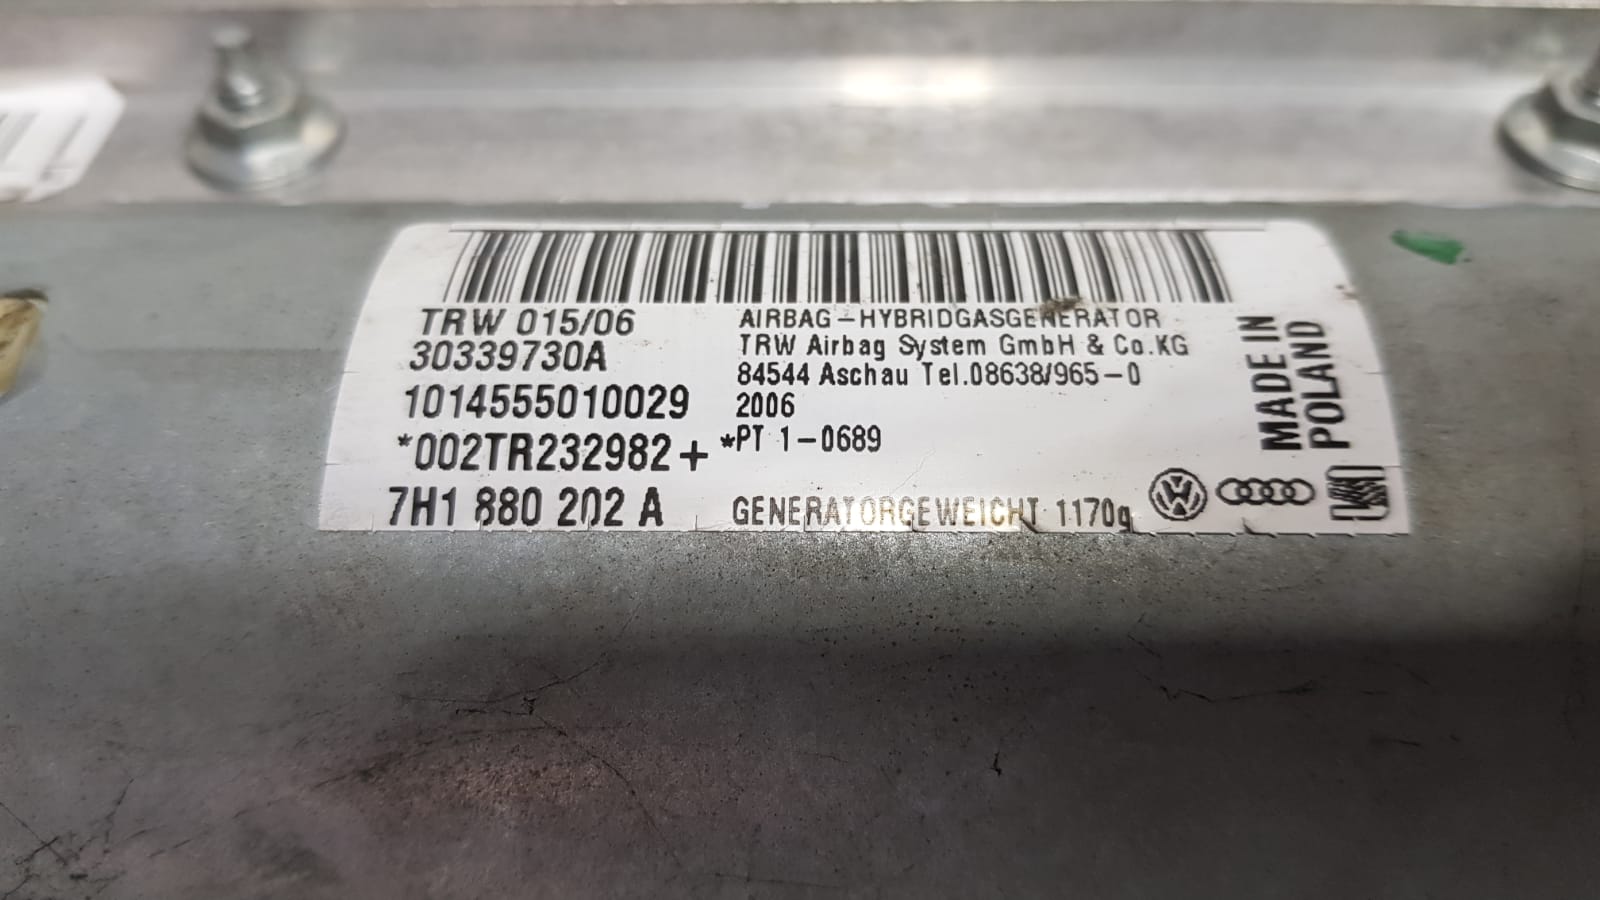 TRW 015/06
30339730A
1014555010029
*002TR232982+
7H1 880 202 A
AIRBAG-HYBRIDGASGENERATOR
TRW Airbag System GmbH & Co.KG
84544 Aschau Tel.08638/965-0
2006
*PT 1-0689
GENERATORGEWEICHT 1170g
MADE IN
POLAND